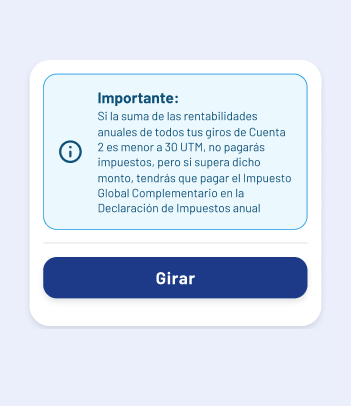 Importante:
Si la suma de las rentabilidades
anuales de todos tus giros de Cuenta
2 es menor a 30 UTM, no pagarás
impuestos, pero si supera dicho
monto, tendrás que pagar el Impuesto
Global Complementario en la
Declaración de Impuestos anual
Girar